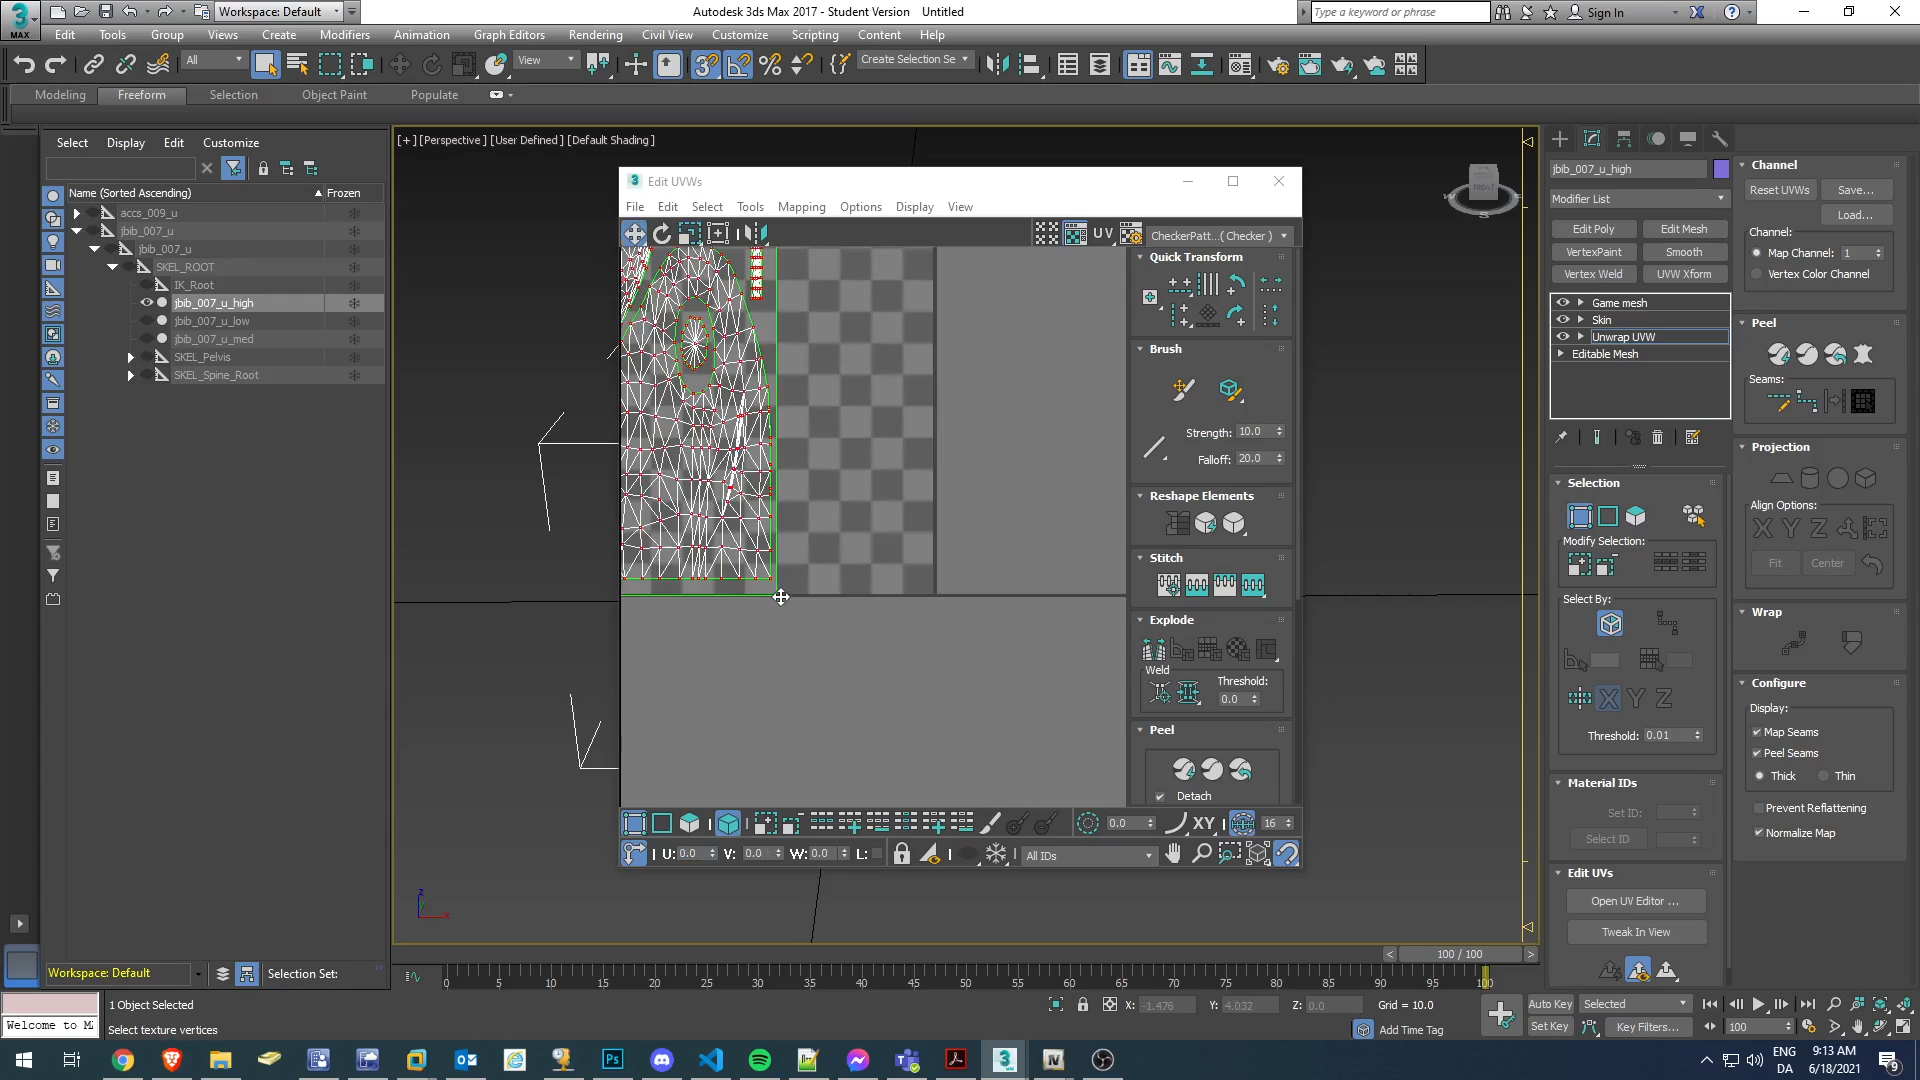 3 MAX
Workspace: Default
Autodesk 3ds Max 2017 - Student Version    Untitled
Type a keyword or phrase
Sign In
Edit Tools Group Views Create Modifiers Animation Graph Editors Rendering Civil View Customize Scripting Content Help
All
View
Create Selection Se
Modeling Freeform Selection Object Paint Populate
Select Display Edit Customize
Name (Sorted Ascending) Frozen
accs_009_u
jbib_007_u
jbib_007_u
SKEL_ROOT
IK_Root
jbib_007_u_high
jbib_007_u_low
jbib_007_u_med
SKEL_Pelvis
SKEL_Spine_Root
[+] [Perspective] [User Defined] [Default Shading]
FRONT
Edit UVWs
File Edit Select Tools Mapping Options Display View
UV
CheckerPatt...( Checker )
Quick Transform
Brush
Strength: 10.0
Falloff: 20.0
Reshape Elements
Stitch
Explode
Weld
Threshold:
0.0
Peel
Detach
0.0
XY
16
U: 0.0 V: 0.0 W: 0.0 L:
All IDs
jbib_007_u_high
Modifier List
Edit Poly Edit Mesh
VertexPaint Smooth
Vertex Weld UVW Xform
Game mesh
Skin
Unwrap UVW
Editable Mesh
Selection
Modify Selection:
Select By:
X Y Z
Threshold: 0.01
Material IDs
Set ID:
Select ID
Edit UVs
Open UV Editor ...
Tweak In View
Channel
Reset UVWs Save...
Load...
Channel:
Map Channel: 1
Vertex Color Channel
Peel
Seams:
Projection
Align Options:
X Y Z
Fit Center
Wrap
Configure
Display:
Map Seams
Peel Seams
Thick Thin
Prevent Reflattening
Normalize Map
100 / 100
Workspace: Default
Selection Set:
0 5 10 15 20 25 30 35 40 45 50 55 60 65 70 75 80 85 90 95 100
1 Object Selected
X: -1.476 Y: 4.032 Z: 0.0 Grid = 10.0
Auto Key Selected
Welcome to M
Select texture vertices
Add Time Tag
Set Key Key Filters...
100
ENG
DA
9:13 AM
6/18/2021
9